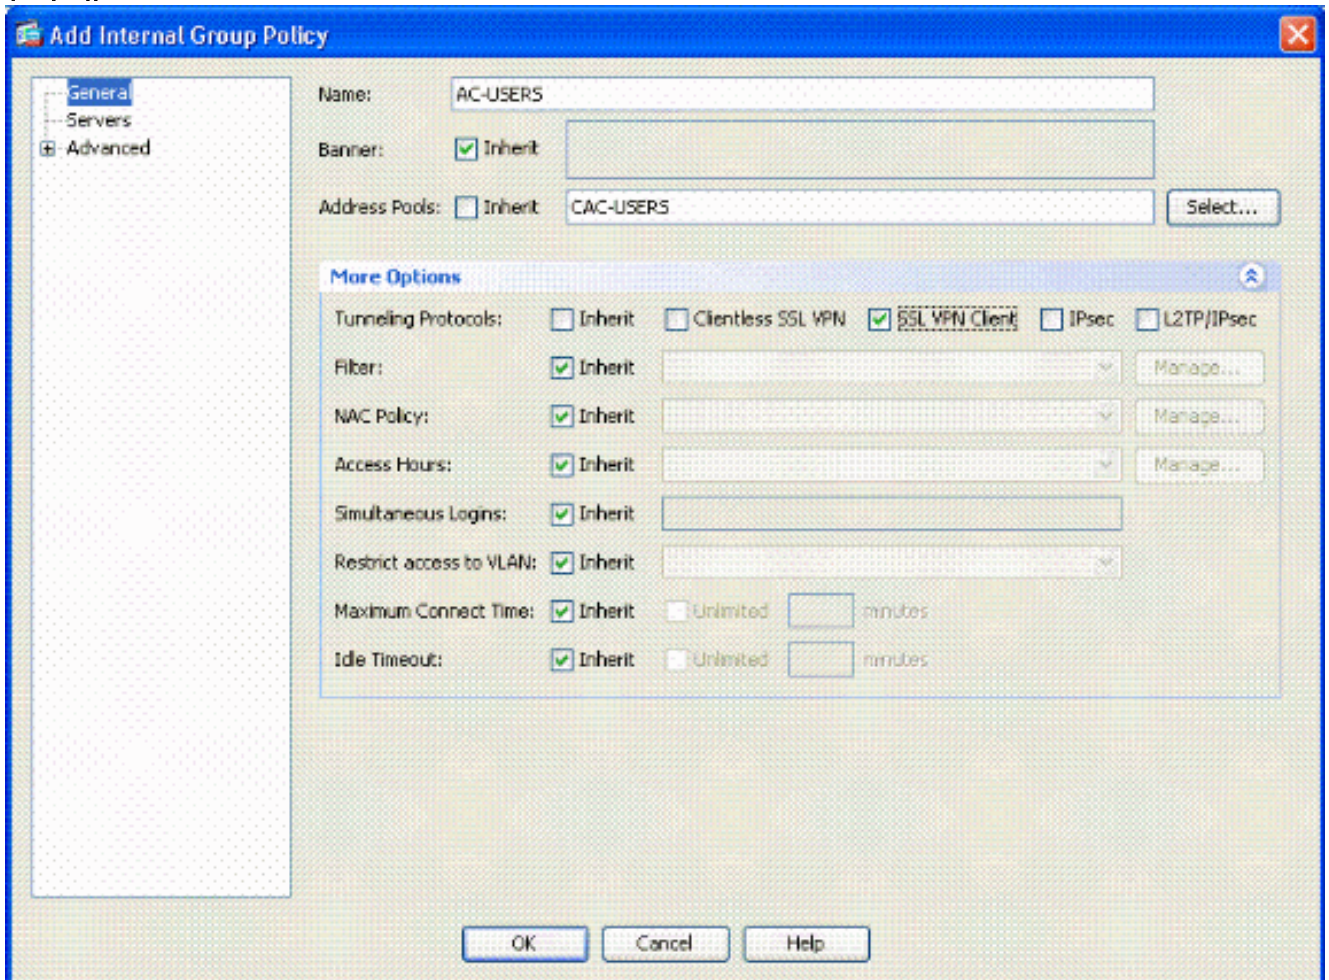 Add Internal Group Policy
General
Servers
Advanced
Name: AC-USERS
Banner: Inherit
Address Pools: Inherit CAC-USERS Select...
More Options
Tunneling Protocols: Inherit Clientless SSL VPN SSL VPN Client IPsec L2TP/IPsec
Filter: Inherit Manage...
NAC Policy: Inherit Manage...
Access Hours: Inherit Manage...
Simultaneous Logins: Inherit
Restrict access to VLAN: Inherit
Maximum Connect Time: Inherit Unlimited minutes
Idle Timeout: Inherit Unlimited minutes
OK Cancel Help